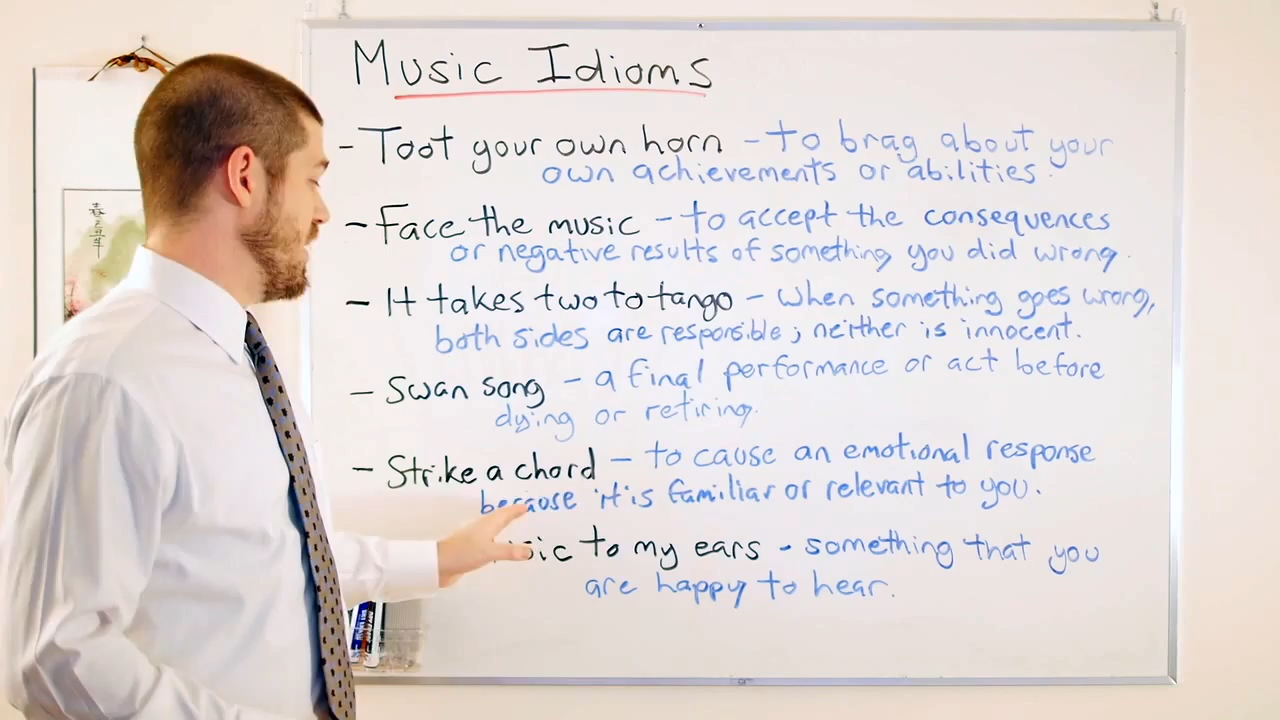 Music Idioms
- Toot your own horn - to brag about your
own achievements or abilities.
- Face the music - to accept the consequences
or negative results of something you did wrong.
- It takes two to tango - when something goes wrong,
both sides are responsible; neither is innocent.
- Swan song - a final performance or act before
dying or retiring.
- Strike a chord - to cause an emotional response
because it is familiar or relevant to you.
to my ears - something that you
are happy to hear.
春